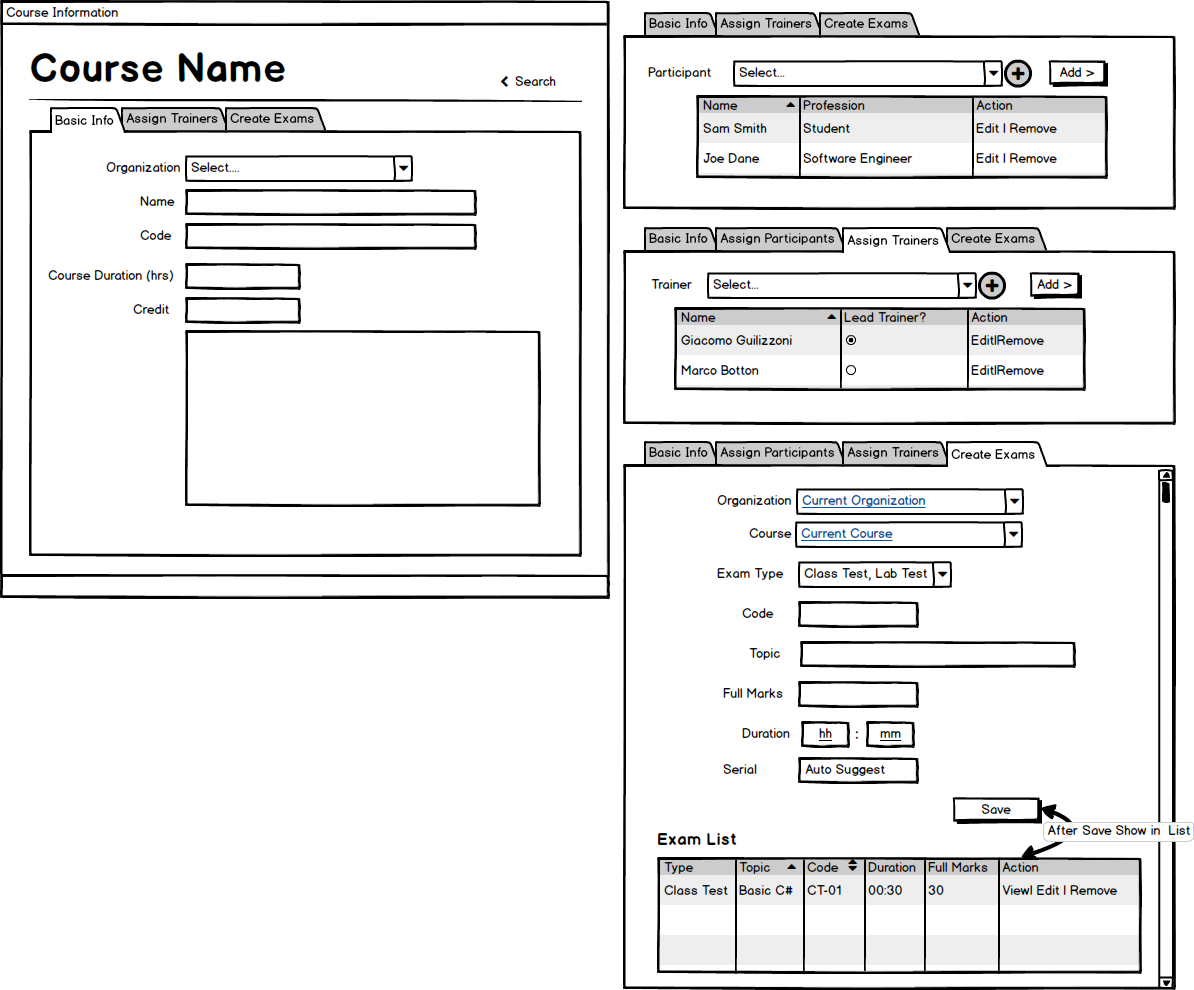 Course Information
Course Name
Search
Basic Info Assign Trainers Create Exams
Organization Select....
Name
Code
Course Duration (hrs)
Credit
Basic Info Assign Trainers Create Exams
Participant Select... Add >
Name Profession Action
Sam Smith Student Edit | Remove
Joe Dane Software Engineer Edit | Remove
Basic Info Assign Participants Assign Trainers Create Exams
Trainer Select... Add >
Name Lead Trainer? Action
Giacomo Guilizzoni Edit|Remove
Marco Botton Edit|Remove
Basic Info Assign Participants Assign Trainers Create Exams
Organization Current Organization
Course Current Course
Exam Type Class Test, Lab Test
Code
Topic
Full Marks
Duration hh : mm
Serial Auto Suggest
Save
After Save Show in List
Exam List
Type Topic Code Duration Full Marks Action
Class Test Basic C# CT-01 00:30 30 View| Edit | Remove